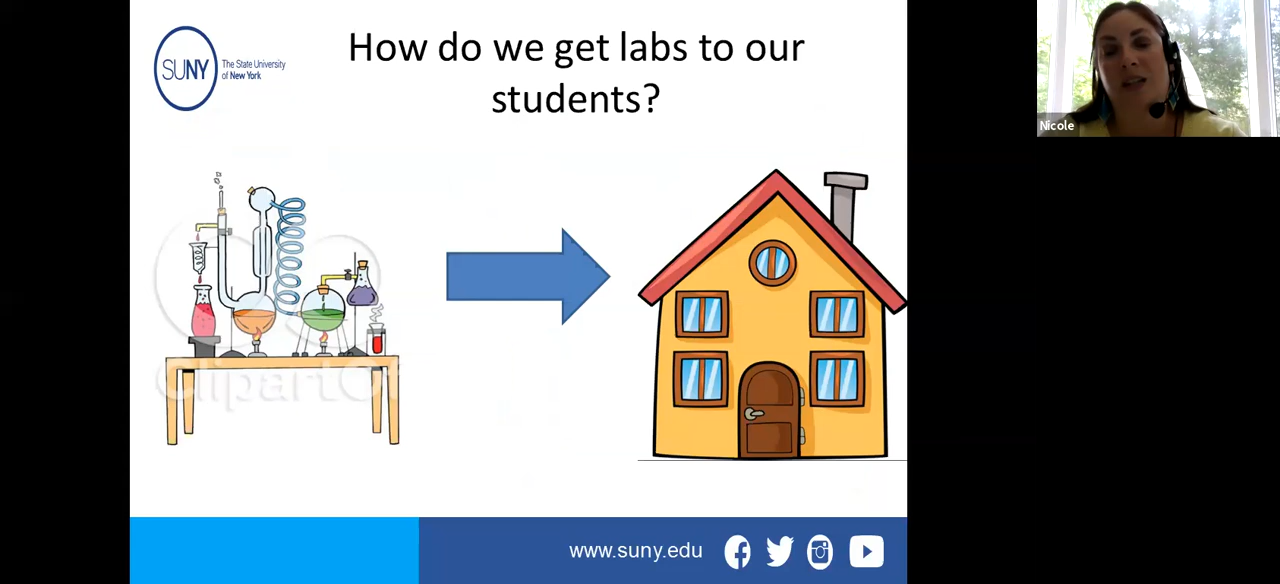 How do we get labs to our
students?
SUNY
The State University
of New York
Nicole
ClipartOf
www.suny.edu